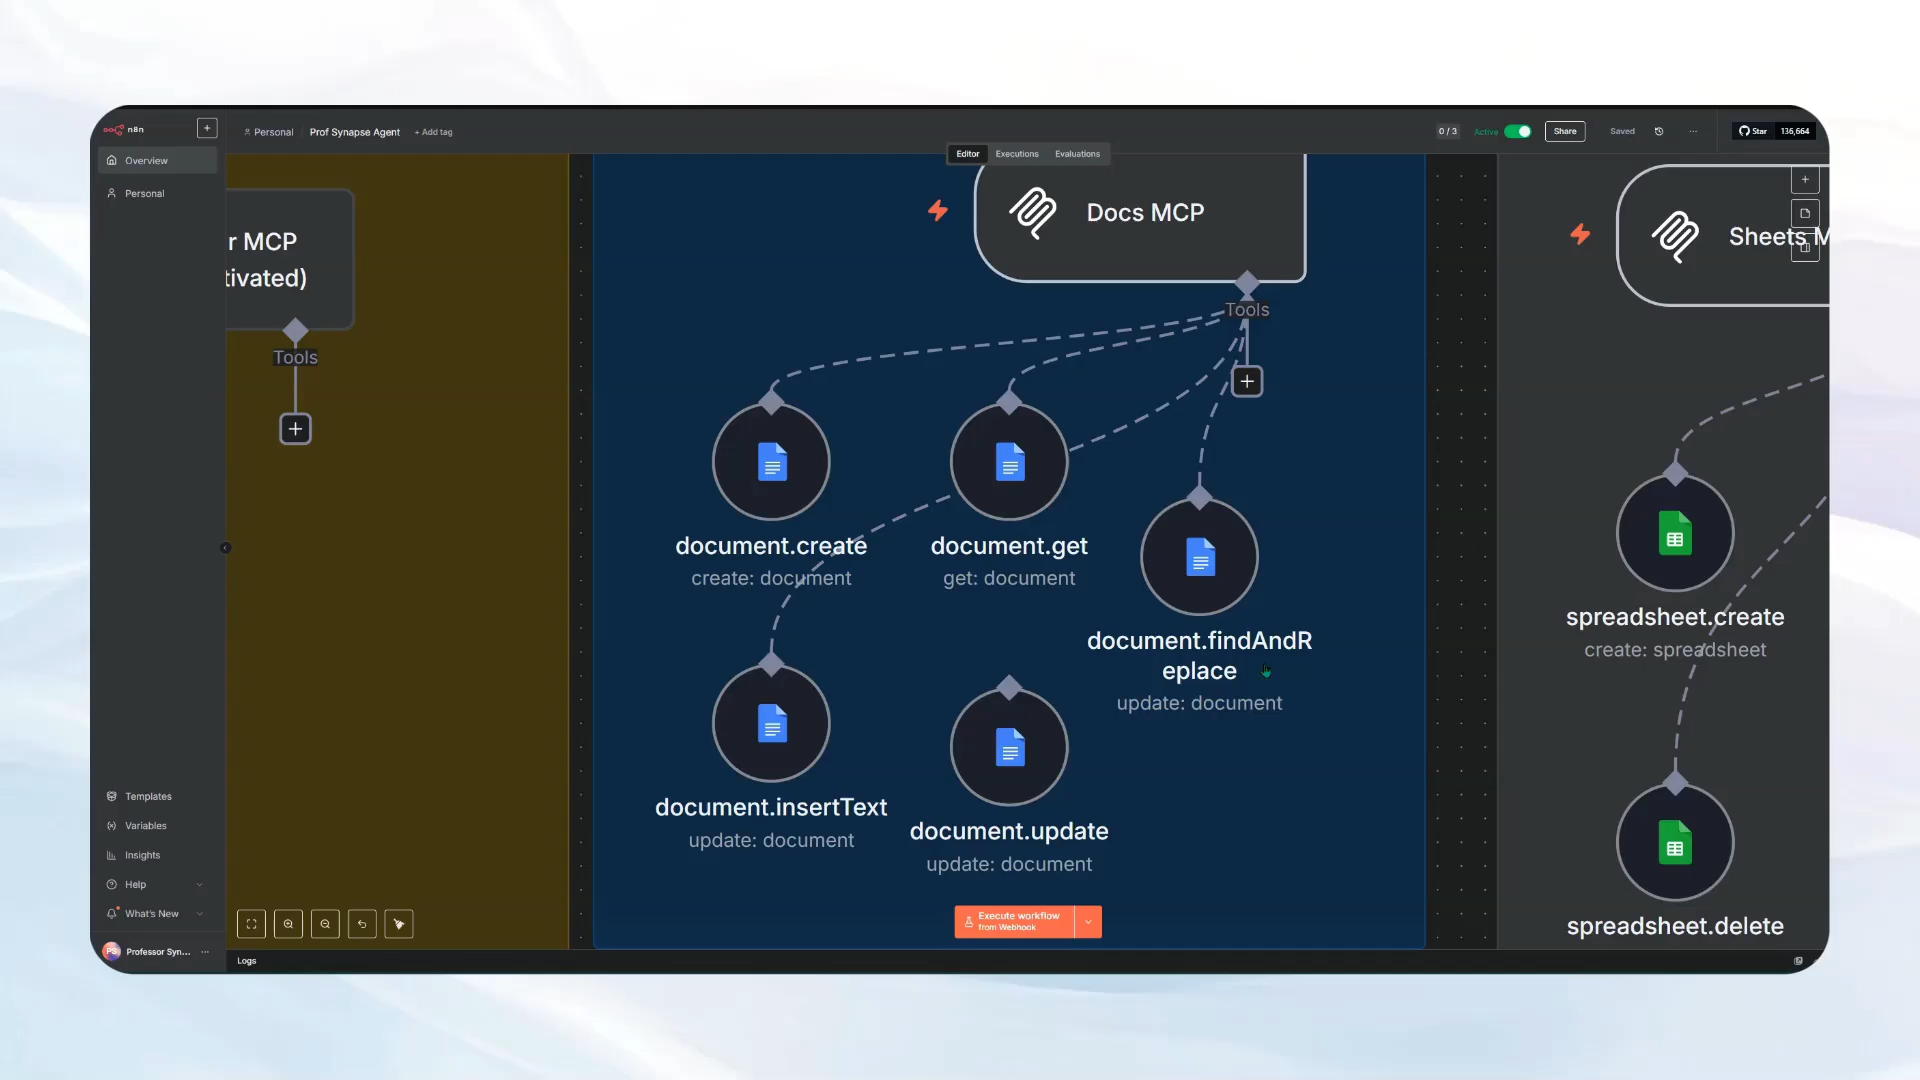 n8n
Personal
Prof Synapse Agent
+ Add tag
0 / 3
Active
Share
Saved
Star
136,664
Editor
Executions
Evaluations
Overview
Personal
r MCP
tivated)
Tools
Docs MCP
Tools
Sheets M
document.create
create: document
document.get
get: document
document.findAndR
eplace
update: document
spreadsheet.create
create: spreadsheet
document.insertText
update: document
document.update
update: document
spreadsheet.delete
Templates
Variables
Insights
Help
What's New
PS
Professor Syn...
Execute workflow
from Webhook
Logs